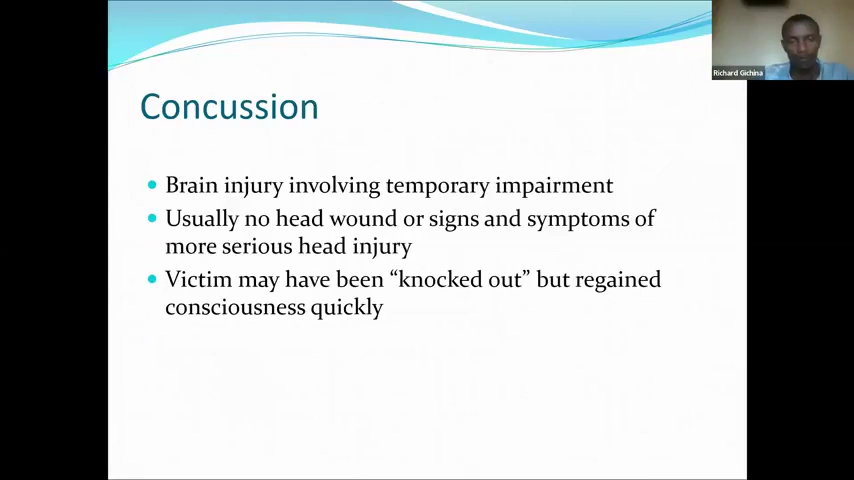 Richard Gichina
Concussion
• Brain injury involving temporary impairment
• Usually no head wound or signs and symptoms of
more serious head injury
• Victim may have been “knocked out” but regained
consciousness quickly